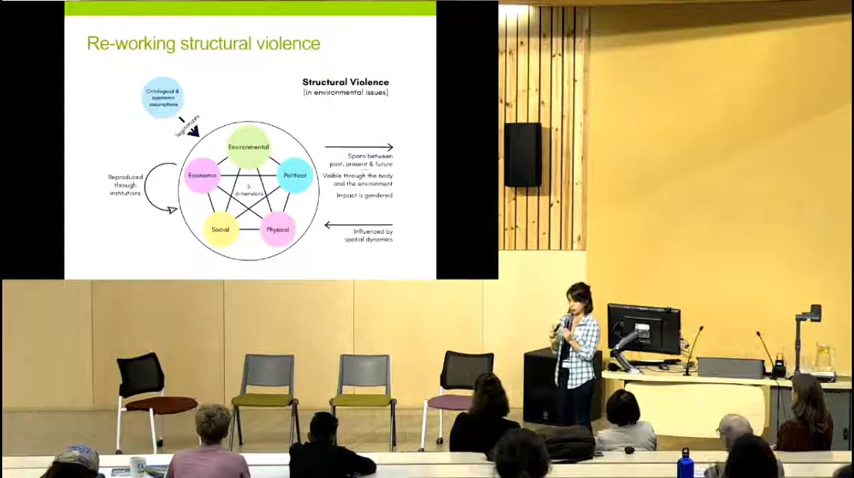 Re-working structural violence
Ontological &
systemic
assumptions
legitimizes
Structural Violence
(in environmental issues)
Environmental
Economic
Political
5
dimensions
Social
Physical
Reproduced
through
institutions
Spans between
past, present & future
Visible through the body
and the environment
Impact is gendered
Influenced by
spatial dynamics